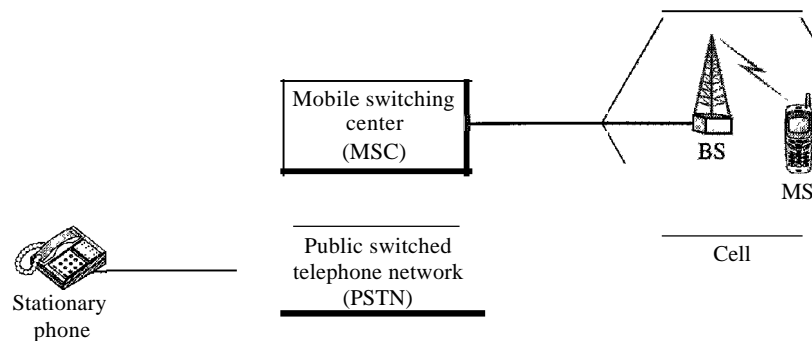 Mobile switching
center
(MSC)
BS
MS
Public switched
telephone network
(PSTN)
Cell
Stationary
phone